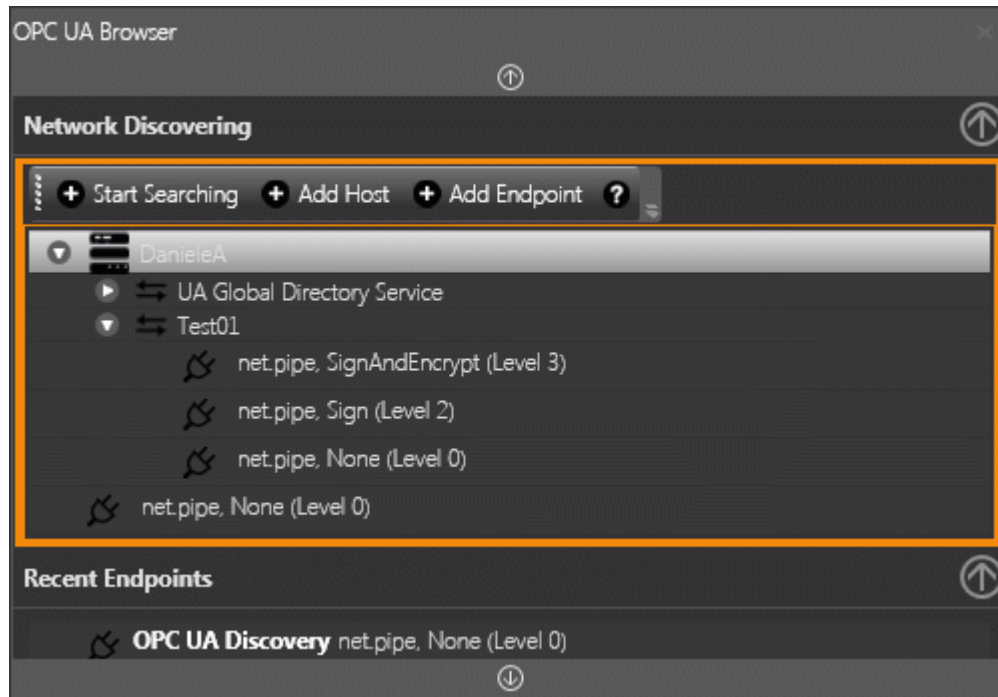 OPC UA Browser
Network Discovering
Start Searching Add Host Add Endpoint ?
DanieleA
UA Global Directory Service
Test01
net.pipe, SignAndEncrypt (Level 3)
net.pipe, Sign (Level 2)
net.pipe, None (Level 0)
net.pipe, None (Level 0)
Recent Endpoints
OPC UA Discovery net.pipe, None (Level 0)